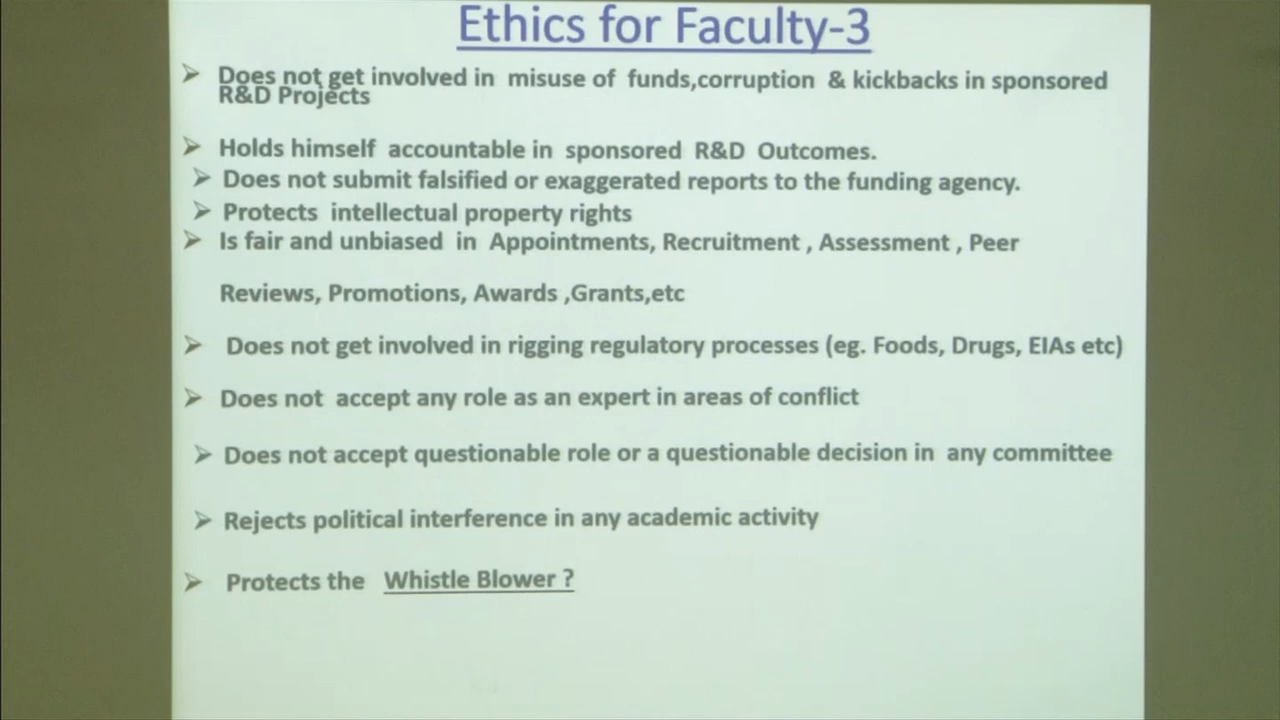 Ethics for Faculty-3
➢ Does not get involved in misuse of funds,corruption & kickbacks in sponsored
R&D Projects
➢ Holds himself accountable in sponsored R&D Outcomes.
➢ Does not submit falsified or exaggerated reports to the funding agency.
➢ Protects intellectual property rights
➢ Is fair and unbiased in Appointments, Recruitment , Assessment , Peer
Reviews, Promotions, Awards ,Grants,etc
➢ Does not get involved in rigging regulatory processes (eg. Foods, Drugs, EIAs etc)
➢ Does not accept any role as an expert in areas of conflict
➢ Does not accept questionable role or a questionable decision in any committee
➢ Rejects political interference in any academic activity
➢ Protects the Whistle Blower ?